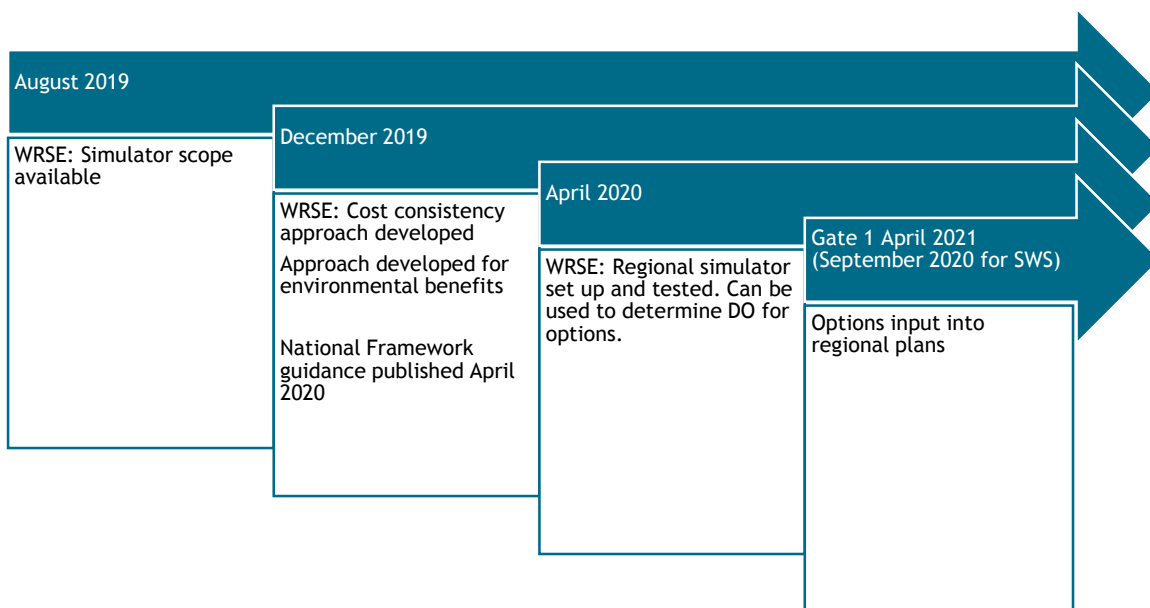 August 2019
WRSE: Simulator scope
available
December 2019
WRSE: Cost consistency
approach developed
Approach developed for
environmental benefits
National Framework
guidance published April
2020
April 2020
WRSE: Regional simulator
set up and tested. Can be
used to determine DO for
options.
Gate 1 April 2021
(September 2020 for SWS)
Options input into
regional plans